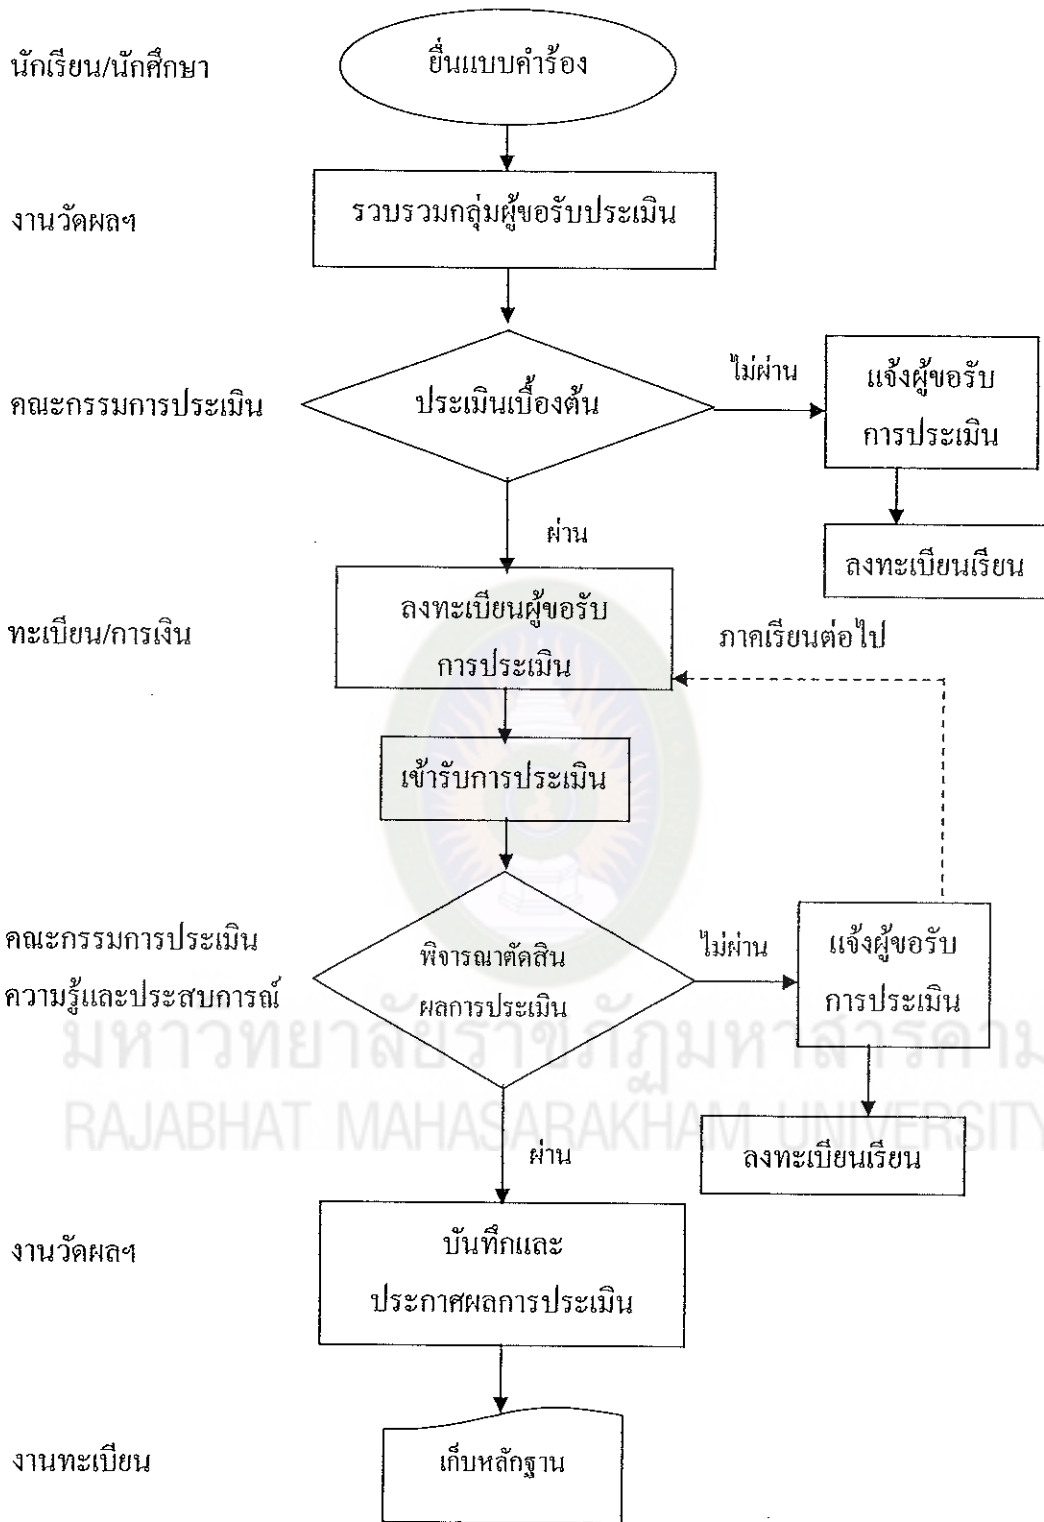 นักเรียน/นักศึกษา
ยื่นแบบคำร้อง
งานวัดผลฯ
รวบรวมกลุ่มผู้ขอรับประเมิน
คณะกรรมการประเมิน
ประเมินเบื้องต้น
ไม่ผ่าน
แจ้งผู้ขอรับ
การประเมิน
ผ่าน
ลงทะเบียนเรียน
ทะเบียน/การเงิน
ลงทะเบียนผู้ขอรับ
การประเมิน
ภาคเรียนต่อไป
เข้ารับการประเมิน
คณะกรรมการประเมิน
ความรู้และประสบการณ์
พิจารณาตัดสิน
ผลการประเมิน
ไม่ผ่าน
แจ้งผู้ขอรับ
การประเมิน
มหาวิทยาลัยราชภัฏมหาสารคาม
RAJABHAT MAHASARAKHAM UNIVERSITY
ผ่าน
ลงทะเบียนเรียน
งานวัดผลฯ
บันทึกและ
ประกาศผลการประเมิน
งานทะเบียน
เก็บหลักฐาน